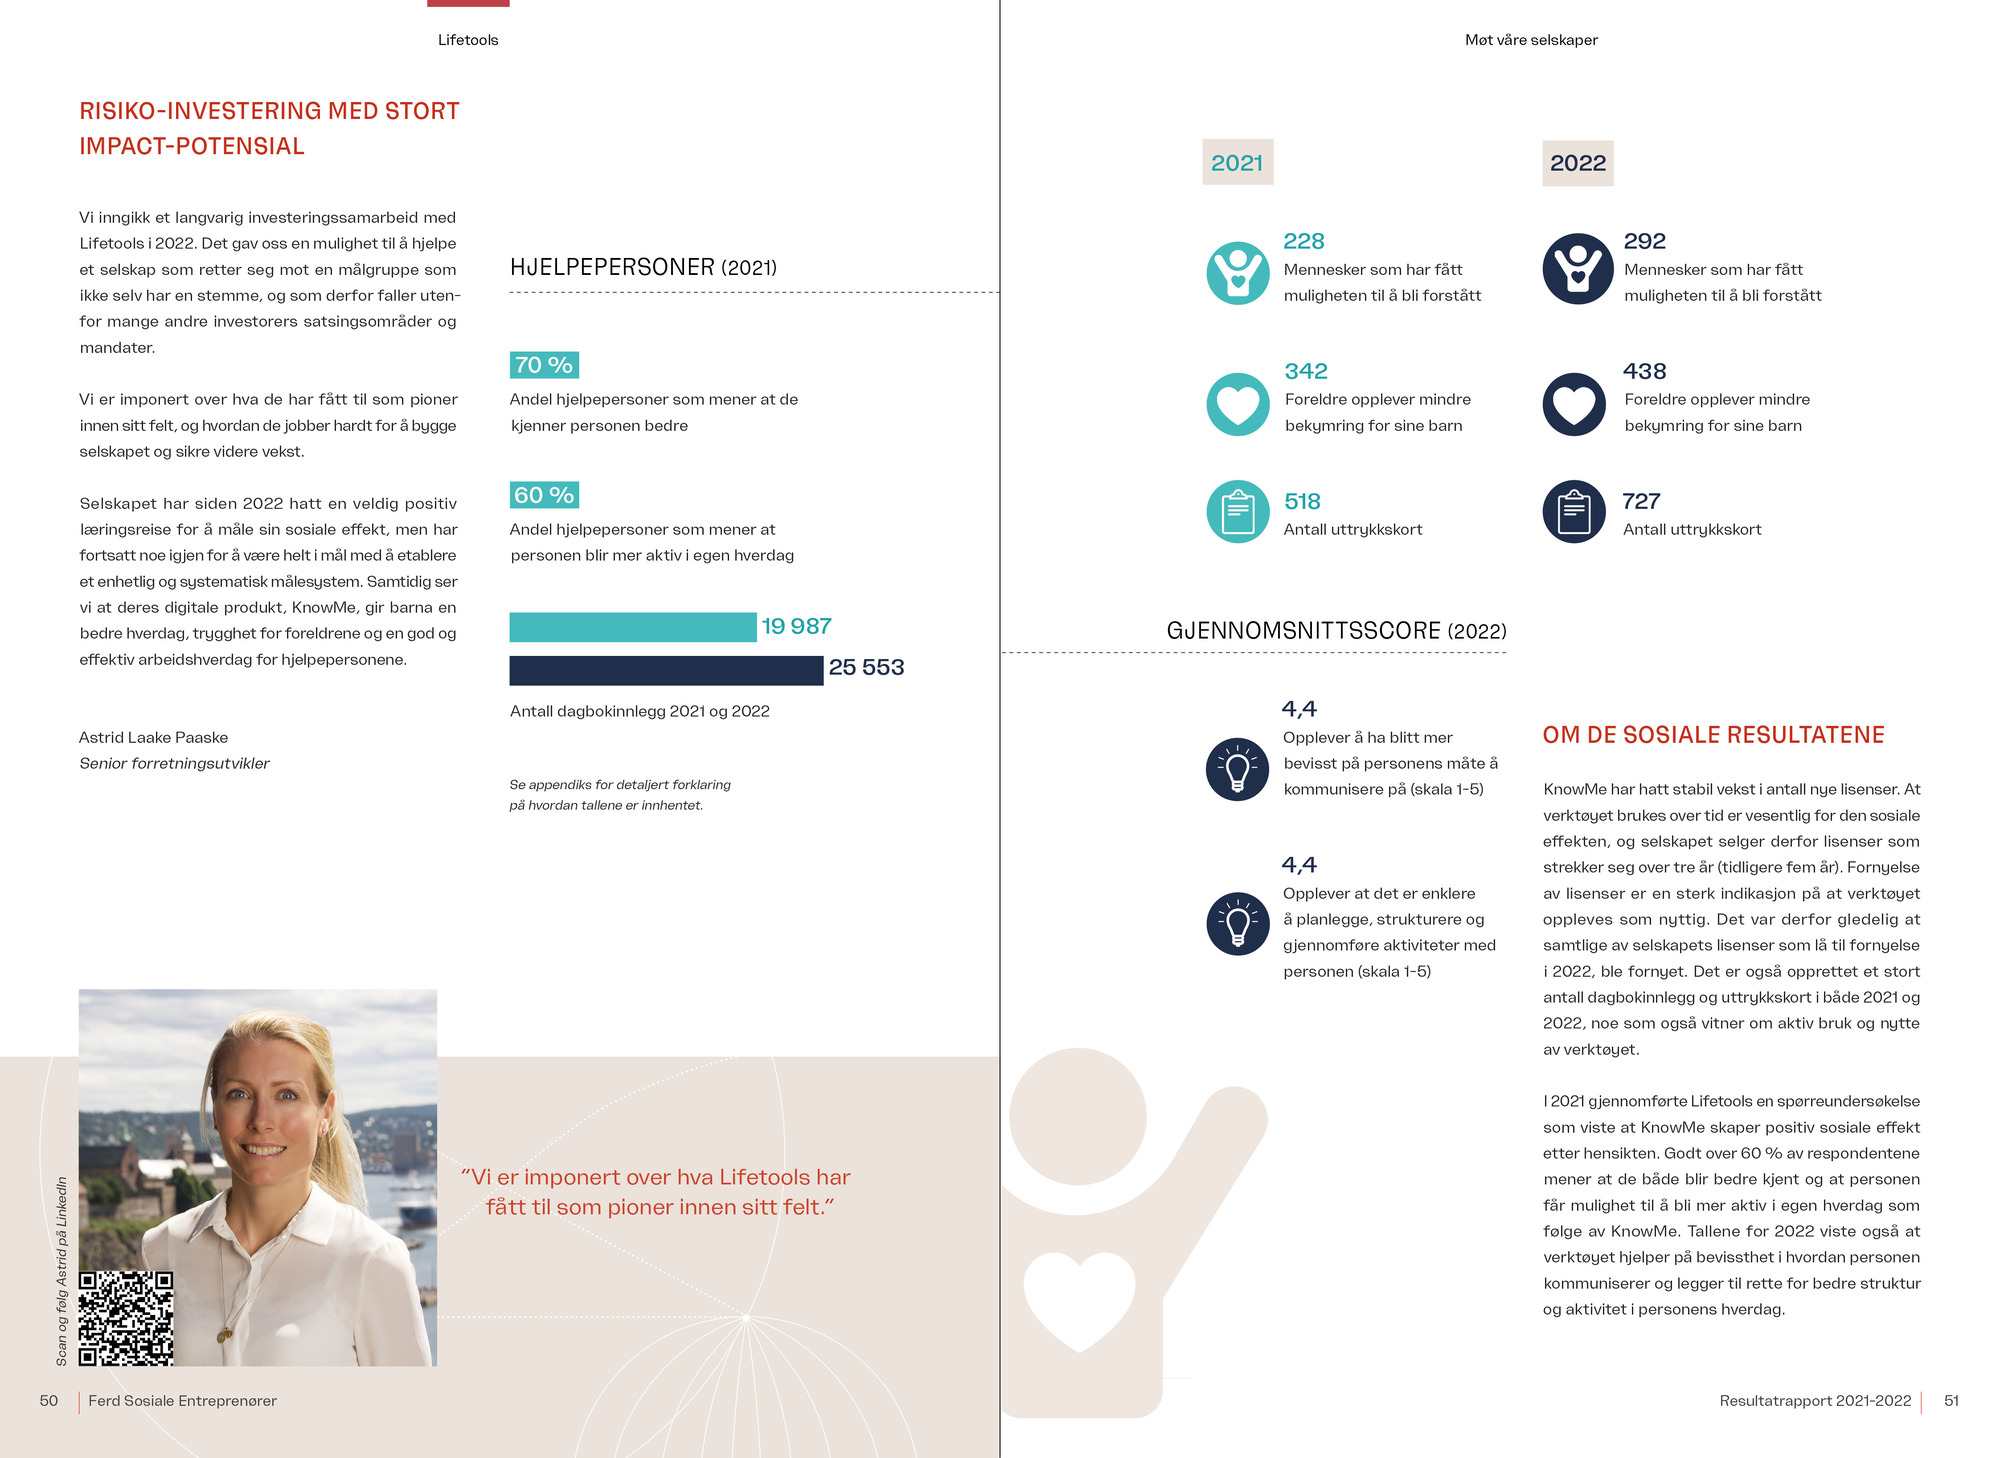 Lifetools
RISIKO-INVESTERING MED STORT
IMPACT-POTENSIAL
Vi inngikk et langvarig investeringssamarbeid med
Lifetools i 2022. Det gav oss en mulighet til å hjelpe
et selskap som retter seg mot en målgruppe som
ikke selv har en stemme, og som derfor faller uten-
for mange andre investorers satsingsområder og
mandater.
Vi er imponert over hva de har fått til som pioner
innen sitt felt, og hvordan de jobber hardt for å bygge
selskapet og sikre videre vekst.
Selskapet har siden 2022 hatt en veldig positiv
læringsreise for å måle sin sosiale effekt, men har
fortsatt noe igjen for å være helt i mål med å etablere
et enhetlig og systematisk målesystem. Samtidig ser
vi at deres digitale produkt, KnowMe, gir barna en
bedre hverdag, trygghet for foreldrene og en god og
effektiv arbeidshverdag for hjelpepersonene.
Astrid Laake Paaske
Senior forretningsutvikler
HJELPEPERSONER (2021)
70 %
Andel hjelpepersoner som mener at de
kjenner personen bedre
60 %
Andel hjelpepersoner som mener at
personen blir mer aktiv i egen hverdag
19 987
25 553
Antall dagbokinnlegg 2021 og 2022
Se appendiks for detaljert forklaring
på hvordan tallene er innhentet.
Scan og følg Astrid på LinkedIn
“Vi er imponert over hva Lifetools har
fått til som pioner innen sitt felt.”
50
Ferd Sosiale Entreprenører
Møt våre selskaper
2021
228
Mennesker som har fått
muligheten til å bli forstått
342
Foreldre opplever mindre
bekymring for sine barn
518
Antall uttrykkskort
2022
292
Mennesker som har fått
muligheten til å bli forstått
438
Foreldre opplever mindre
bekymring for sine barn
727
Antall uttrykkskort
GJENNOMSNITTSSCORE (2022)
4,4
Opplever å ha blitt mer
bevisst på personens måte å
kommunisere på (skala 1-5)
4,4
Opplever at det er enklere
å planlegge, strukturere og
gjennomføre aktiviteter med
personen (skala 1-5)
OM DE SOSIALE RESULTATENE
KnowMe har hatt stabil vekst i antall nye lisenser. At
verktøyet brukes over tid er vesentlig for den sosiale
effekten, og selskapet selger derfor lisenser som
strekker seg over tre år (tidligere fem år). Fornyelse
av lisenser er en sterk indikasjon på at verktøyet
oppleves som nyttig. Det var derfor gledelig at
samtlige av selskapets lisenser som lå til fornyelse
i 2022, ble fornyet. Det er også opprettet et stort
antall dagbokinnlegg og uttrykkskort i både 2021 og
2022, noe som også vitner om aktiv bruk og nytte
av verktøyet.
I 2021 gjennomførte Lifetools en spørreundersøkelse
som viste at KnowMe skaper positiv sosiale effekt
etter hensikten. Godt over 60 % av respondentene
mener at de både blir bedre kjent og at personen
får mulighet til å bli mer aktiv i egen hverdag som
følge av KnowMe. Tallene for 2022 viste også at
verktøyet hjelper på bevissthet i hvordan personen
kommuniserer og legger til rette for bedre struktur
og aktivitet i personens hverdag.
Resultatrapport 2021-2022
51